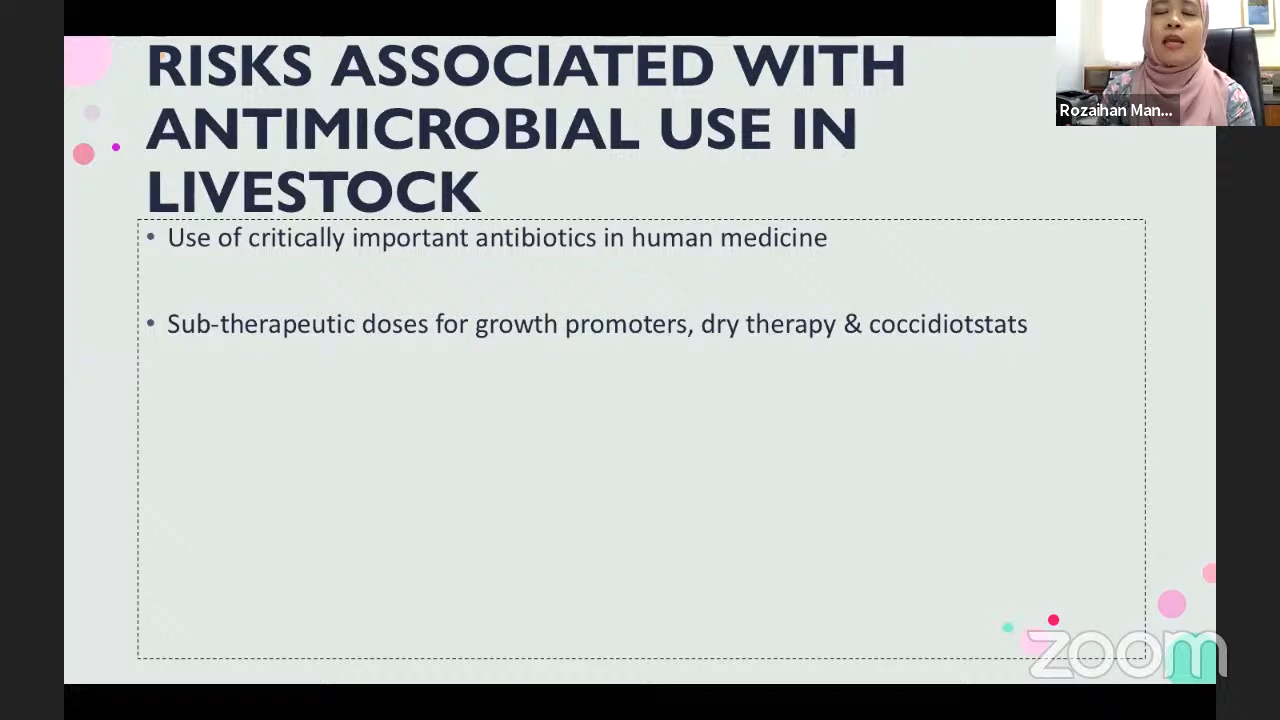 RISKS ASSOCIATED WITH
ANTIMICROBIAL USE IN
LIVESTOCK
Rozaihan Man...
• Use of critically important antibiotics in human medicine
• Sub-therapeutic doses for growth promoters, dry therapy & coccidiotstats
zoom